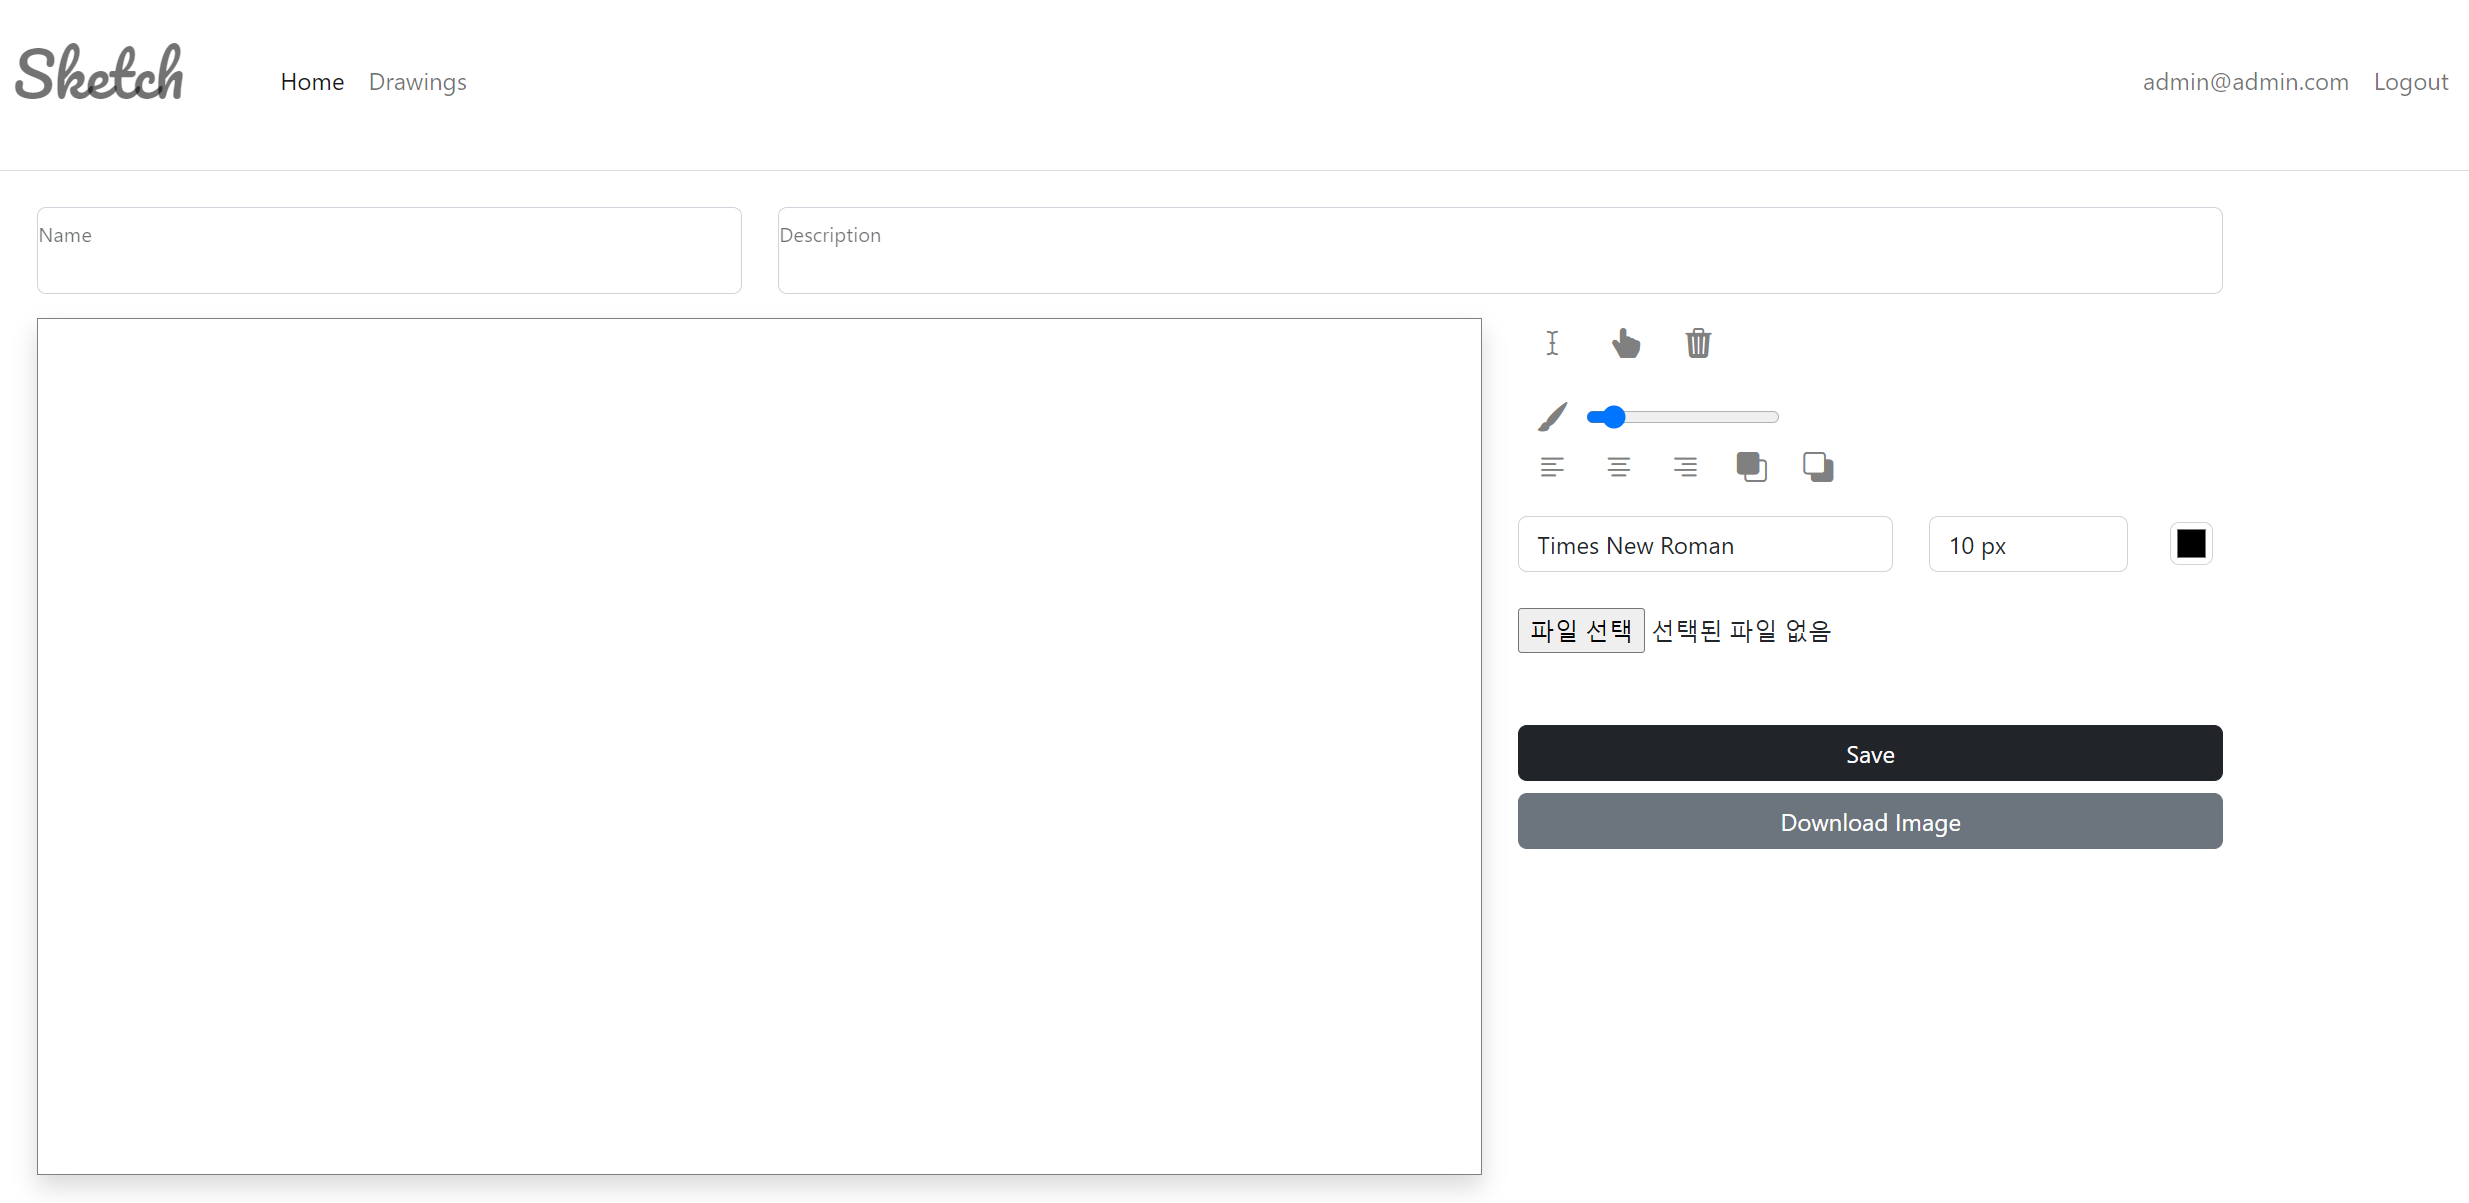 Sketch
Home
Drawings
admin@admin.com
Logout
Name
Description
Times New Roman
10 px
파일 선택 선택된 파일 없음
Save
Download Image